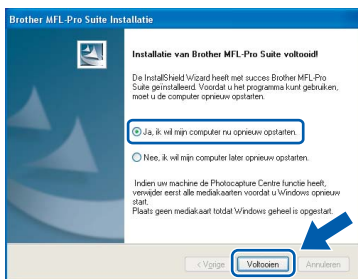 Brother MFL-Pro Suite Installatie
Installatie van Brother MFL-Pro Suite voltooid!
De InstallShield Wizard heeft met succes Brother MFL-Pro
Suite geïnstalleerd. Voordat u het programma kunt gebruiken,
moet u de computer opnieuw opstarten.
Ja, ik wil mijn computer nu opnieuw opstarten.
Nee, ik wil mijn computer later opnieuw opstarten.
Indien uw machine de Photocapture Centre functie heeft,
verwijder eerst alle mediakaarten voordat u Windows opnieuw
start.
Plaats geen mediakaart totdat Windows geheel is opgestart.
< Vorige Voltooien Annuleren